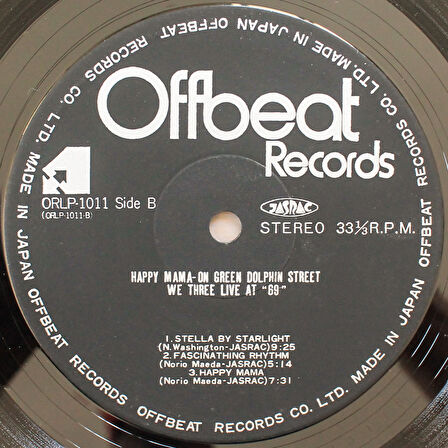 Offbeat
Records
ORLP-1011 Side B
(ORLP-1011-B)
JASRAC
STEREO 33⅓R.P.M.
HAPPY MAMA-ON GREEN DOLPHIN STREET
WE THREE LIVE AT "69"
1. STELLA BY STARLIGHT
(N.Washington-JASRAC)9:25
2. FASCINATHING RHYTHM
(Norio Maeda-JASRAC)5:14
3. HAPPY MAMA
(Norio Maeda-JASRAC)7:31
OFFBEAT RECORDS CO. LTD. MADE IN JAPAN OFFBEAT RECORDS CO. LTD. MADE IN JAPAN OFFBEAT RECORDS CO. LTD. MADE IN JAPAN